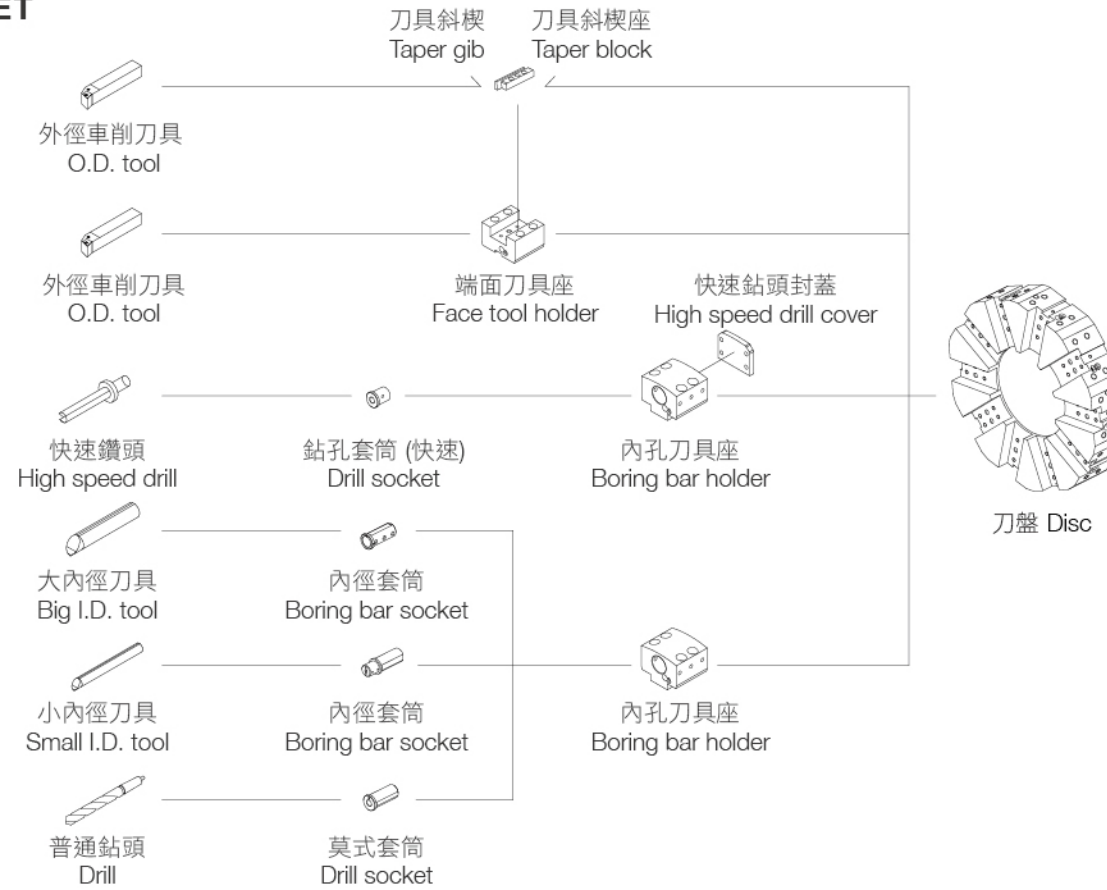 ET
刀具斜楔
Taper gib
刀具斜楔座
Taper block
外徑車削刀具
O.D. tool
外徑車削刀具
O.D. tool
端面刀具座
Face tool holder
快速鉆頭封蓋
High speed drill cover
快速鑽頭
High speed drill
鉆孔套筒 (快速)
Drill socket
內孔刀具座
Boring bar holder
刀盤 Disc
大內徑刀具
Big I.D. tool
內徑套筒
Boring bar socket
小內徑刀具
Small I.D. tool
內徑套筒
Boring bar socket
內孔刀具座
Boring bar holder
普通鉆頭
Drill
莫式套筒
Drill socket